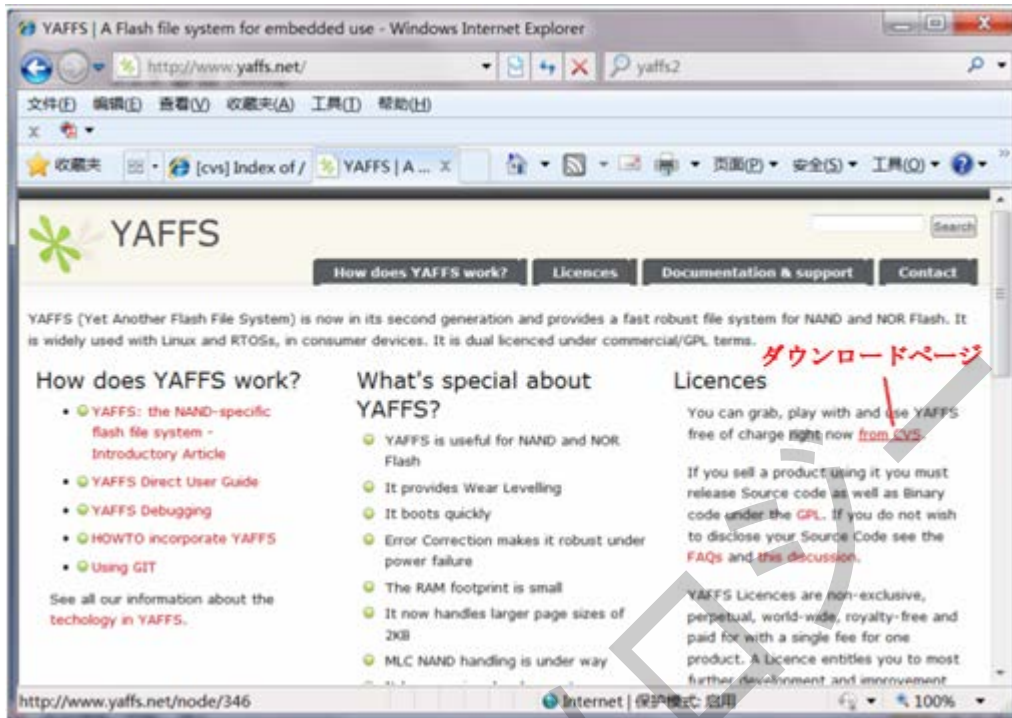 YAFFS | A Flash file system for embedded use - Windows Internet Explorer
http://www.yaffs.net/
yaffs2
文件(F) 编辑(E) 查看(V) 收藏夹(A) 工具(T) 帮助(H)
x
收藏夹 [cvs] Index of / YAFFS | A ... X 页面(P) 安全(S) 工具(O)
YAFFS
Search
How does YAFFS work? Licences Documentation & support Contact
YAFFS (Yet Another Flash File System) is now in its second generation and provides a fast robust file system for NAND and NOR Flash. It
is widely used with Linux and RTOSs, in consumer devices. It is dual licenced under commercial/GPL terms.
ダウンロードページ
How does YAFFS work?
YAFFS: the NAND-specific
flash file system -
Introductory Article
YAFFS Direct User Guide
YAFFS Debugging
HOWTO incorporate YAFFS
Using GIT
See all our information about the
techology in YAFFS.
What's special about
YAFFS?
YAFFS is useful for NAND and NOR
Flash
It provides Wear Levelling
It boots quickly
Error Correction makes it robust under
power failure
The RAM footprint is small
It now handles larger page sizes of
2KB
MLC NAND handling is under way
Licences
You can grab, play with and use YAFFS
free of charge right now from CVS.
If you sell a product using it you must
release Source code as well as Binary
code under the GPL. If you do not wish
to disclose your Source Code see the
FAQs and this discussion.
YAFFS Licences are non-exclusive,
perpetual, world-wide, royalty-free and
paid for with a single fee for one
product. A Licence entitles you to most
further development and improvement
http://www.yaffs.net/node/346 Internet | 保护模式: 启用 100%
ロジー